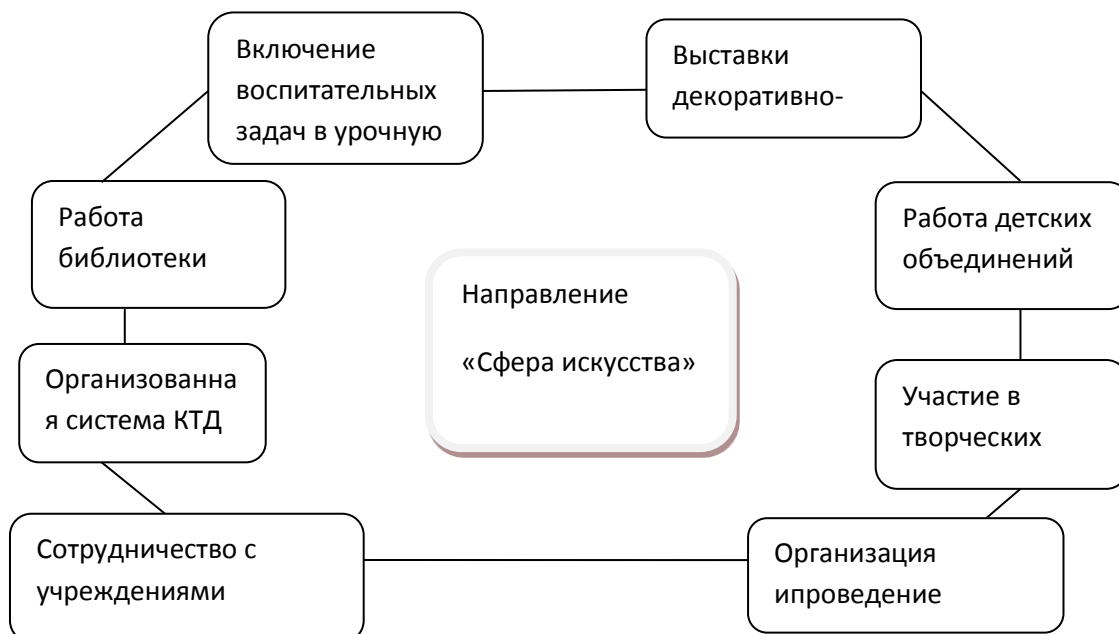 Включение
воспитательных
задач в урочную
Выставки
декоративно-
Работа
библиотеки
Работа детских
объединений
Направление
«Сфера искусства»
Организованна
я система КТД
Участие в
творческих
Сотрудничество с
учреждениями
Организация
ипроведение